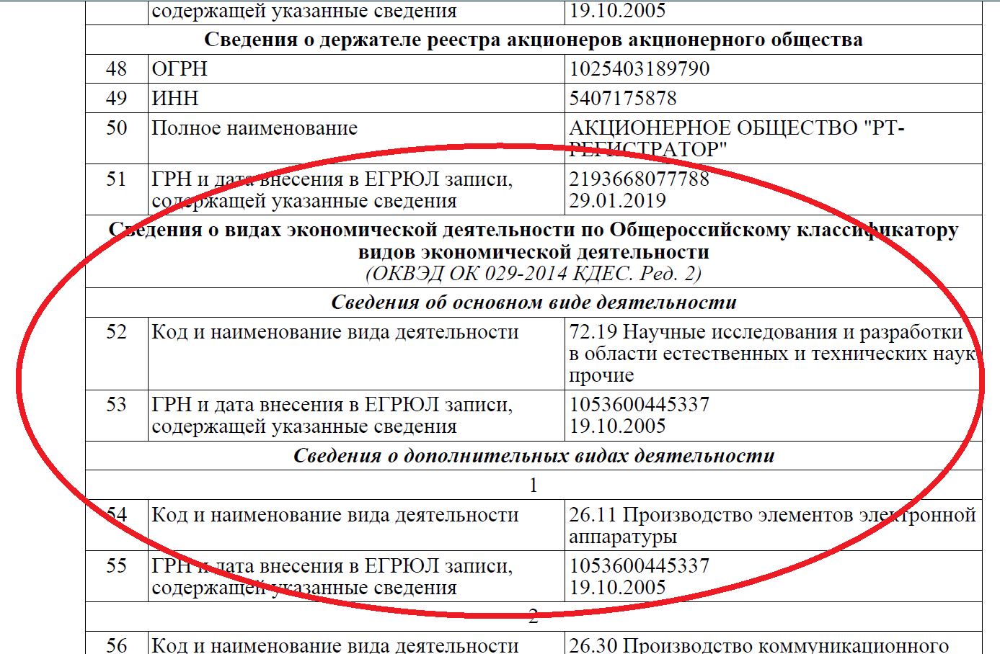 содержащей указанные сведения 19.10.2005
Сведения о держателе реестра акционеров акционерного общества
48 ОГРН 1025403189790
49 ИНН 5407175878
50 Полное наименование АКЦИОНЕРНОЕ ОБЩЕСТВО "РТ-
РЕГИСТРАТОР"
51 ГРН и дата внесения в ЕГРЮЛ записи, 2193668077788
содержащей указанные сведения 29.01.2019
Сведения о видах экономической деятельности по Общероссийскому классификатору
видов экономической деятельности
(ОКВЭД ОК 029-2014 КДЕС. Ред. 2)
Сведения об основном виде деятельности
52 Код и наименование вида деятельности 72.19 Научные исследования и разработки
в области естественных и технических наук
прочие
53 ГРН и дата внесения в ЕГРЮЛ записи, 1053600445337
содержащей указанные сведения 19.10.2005
Сведения о дополнительных видах деятельности
1
54 Код и наименование вида деятельности 26.11 Производство элементов электронной
аппаратуры
55 ГРН и дата внесения в ЕГРЮЛ записи, 1053600445337
содержащей указанные сведения 19.10.2005
2
56 Код и наименование вида деятельности 26.30 Производство коммуникационного